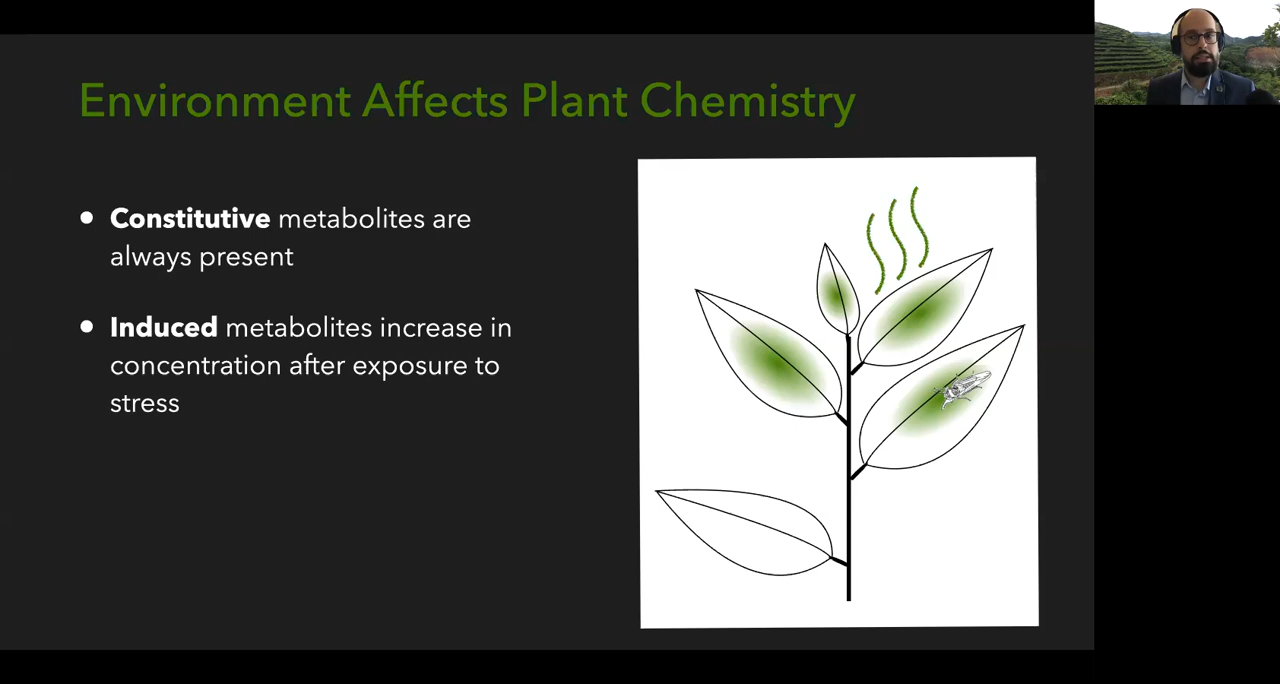 Environment Affects Plant Chemistry
• Constitutive metabolites are
always present
• Induced metabolites increase in
concentration after exposure to
stress